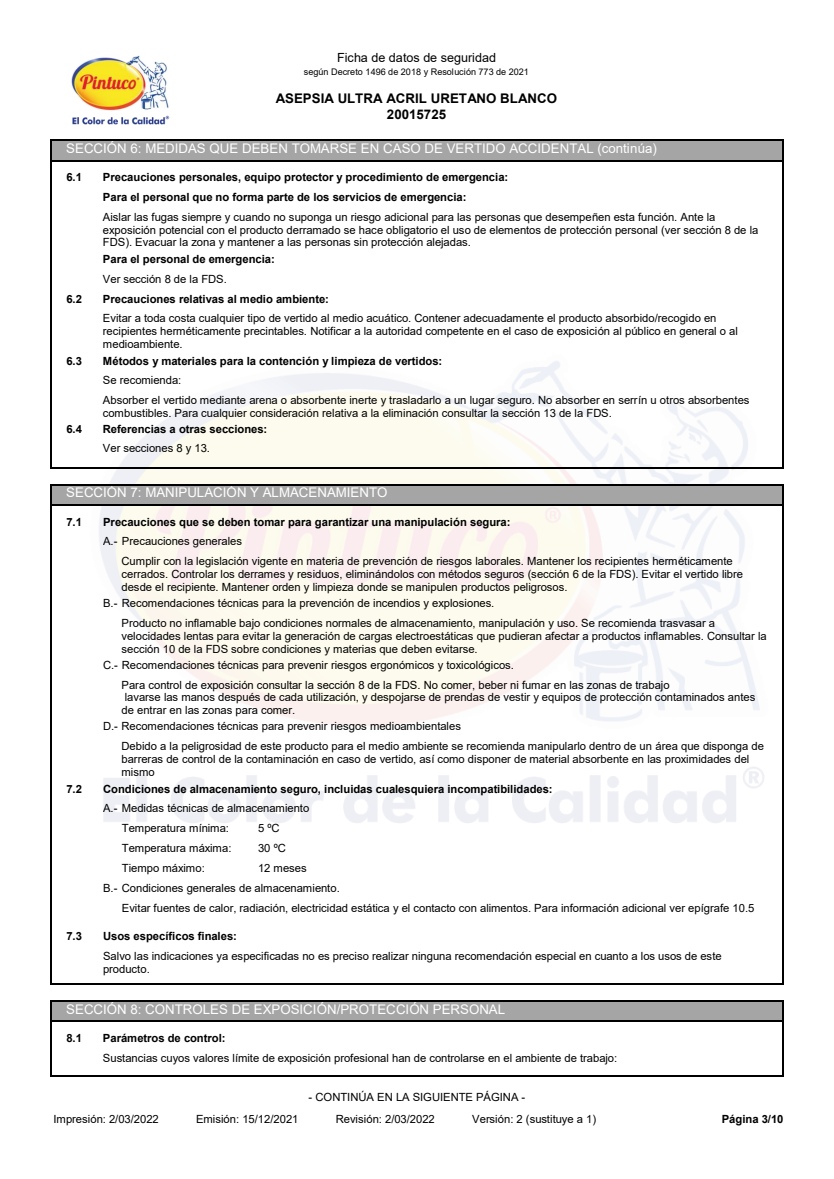 Pintuco®
El Color de la Calidad®
Ficha de datos de seguridad
según Decreto 1496 de 2018 y Resolución 773 de 2021
ASEPSIA ULTRA ACRIL URETANO BLANCO
20015725
SECCIÓN 6: MEDIDAS QUE DEBEN TOMARSE EN CASO DE VERTIDO ACCIDENTAL (continúa)
6.1 Precauciones personales, equipo protector y procedimiento de emergencia:
Para el personal que no forma parte de los servicios de emergencia:
Aislar las fugas siempre y cuando no suponga un riesgo adicional para las personas que desempeñen esta función. Ante la
exposición potencial con el producto derramado se hace obligatorio el uso de elementos de protección personal (ver sección 8 de la
FDS). Evacuar la zona y mantener a las personas sin protección alejadas.
Para el personal de emergencia:
Ver sección 8 de la FDS.
6.2 Precauciones relativas al medio ambiente:
Evitar a toda costa cualquier tipo de vertido al medio acuático. Contener adecuadamente el producto absorbido/recogido en
recipientes herméticamente precintables. Notificar a la autoridad competente en el caso de exposición al público en general o al
medioambiente.
6.3 Métodos y materiales para la contención y limpieza de vertidos:
Se recomienda:
Absorber el vertido mediante arena o absorbente inerte y trasladarlo a un lugar seguro. No absorber en serrín u otros absorbentes
combustibles. Para cualquier consideración relativa a la eliminación consultar la sección 13 de la FDS.
6.4 Referencias a otras secciones:
Ver secciones 8 y 13.
SECCIÓN 7: MANIPULACIÓN Y ALMACENAMIENTO
7.1 Precauciones que se deben tomar para garantizar una manipulación segura:
A.- Precauciones generales
Cumplir con la legislación vigente en materia de prevención de riesgos laborales. Mantener los recipientes herméticamente
cerrados. Controlar los derrames y residuos, eliminándolos con métodos seguros (sección 6 de la FDS). Evitar el vertido libre
desde el recipiente. Mantener orden y limpieza donde se manipulen productos peligrosos.
B.- Recomendaciones técnicas para la prevención de incendios y explosiones.
Producto no inflamable bajo condiciones normales de almacenamiento, manipulación y uso. Se recomienda trasvasar a
velocidades lentas para evitar la generación de cargas electroestáticas que pudieran afectar a productos inflamables. Consultar la
sección 10 de la FDS sobre condiciones y materias que deben evitarse.
C.- Recomendaciones técnicas para prevenir riesgos ergonómicos y toxicológicos.
Para control de exposición consultar la sección 8 de la FDS. No comer, beber ni fumar en las zonas de trabajo
lavarse las manos después de cada utilización, y despojarse de prendas de vestir y equipos de protección contaminados antes
de entrar en las zonas para comer.
D.- Recomendaciones técnicas para prevenir riesgos medioambientales
Debido a la peligrosidad de este producto para el medio ambiente se recomienda manipularlo dentro de un área que disponga de
barreras de control de la contaminación en caso de vertido, así como disponer de material absorbente en las proximidades del
mismo
7.2 Condiciones de almacenamiento seguro, incluidas cualesquiera incompatibilidades:
A.- Medidas técnicas de almacenamiento
Temperatura mínima: 5 ºC
Temperatura máxima: 30 ºC
Tiempo máximo: 12 meses
B.- Condiciones generales de almacenamiento.
Evitar fuentes de calor, radiación, electricidad estática y el contacto con alimentos. Para información adicional ver epígrafe 10.5
7.3 Usos específicos finales:
Salvo las indicaciones ya especificadas no es preciso realizar ninguna recomendación especial en cuanto a los usos de este
producto.
SECCIÓN 8: CONTROLES DE EXPOSICIÓN/PROTECCIÓN PERSONAL
8.1 Parámetros de control:
Sustancias cuyos valores límite de exposición profesional han de controlarse en el ambiente de trabajo:
- CONTINÚA EN LA SIGUIENTE PÁGINA -
Impresión: 2/03/2022 Emisión: 15/12/2021 Revisión: 2/03/2022 Versión: 2 (sustituye a 1) Página 3/10
Pintuco®
El Color de la Calidad®